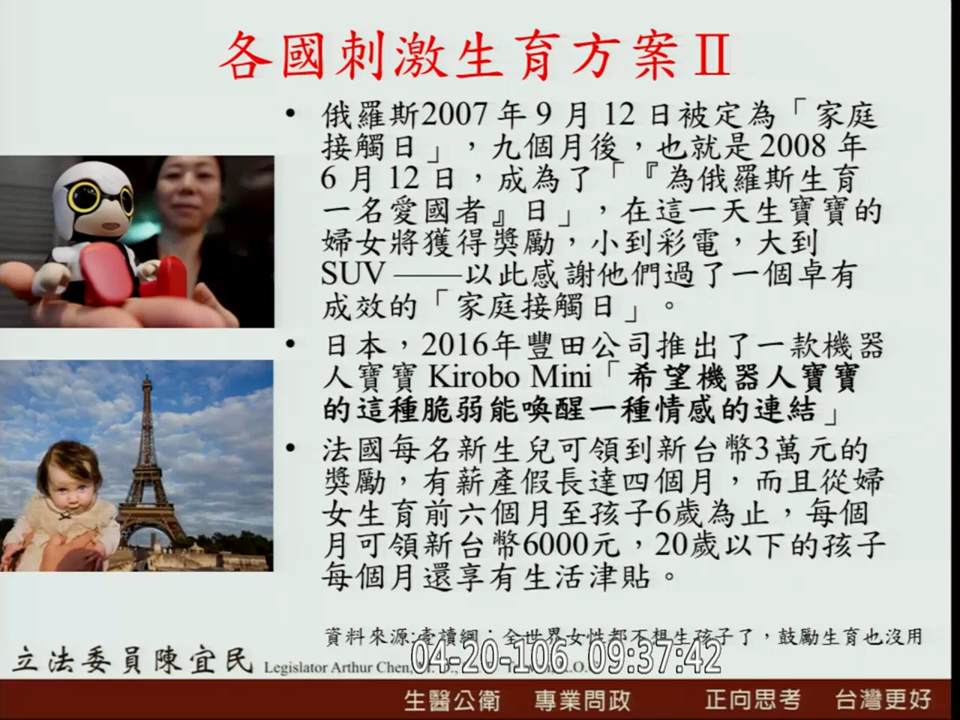 各國刺激生育方案Ⅱ
• 俄羅斯2007年9月12日被定為「家庭
接觸日」，九個月後，也就是2008年
6月12日，成為了「『為俄羅斯生育
一名愛國者』日」，在這一天生寶寶的
婦女將獲得獎勵，小到彩電，大到
SUV——以此感謝他們過了一個卓有
成效的「家庭接觸日」。
• 日本，2016年豐田公司推出了一款機器
人寶寶 Kirobo Mini「希望機器人寶寶
的這種脆弱能喚醒一種情感的連結」
• 法國每名新生兒可領到新台幣3萬元的
獎勵，有薪產假長達四個月，而且從婦
女生育前六個月至孩子6歲為止，每個
月可領新台幣6000元，20歲以下的孩子
每個月還享有生活津貼。
資料來源:壹讀網：全世界女性都不想生孩子了，鼓勵生育也沒用
立法委員陳宜民 Legislator Arthur Chen,
04-20-106 09:37:42
生醫公衛 專業問政 正向思考 台灣更好